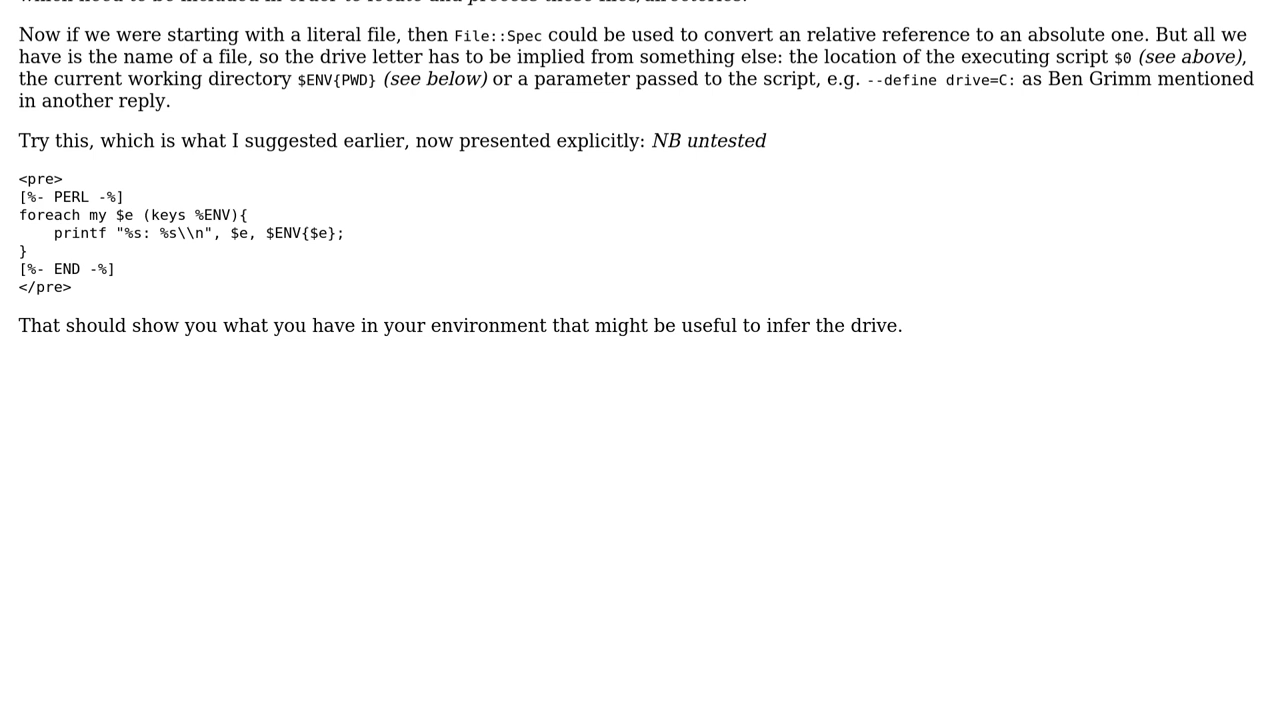 Now if we were starting with a literal file, then File::Spec could be used to convert an relative reference to an absolute one. But all we
have is the name of a file, so the drive letter has to be implied from something else: the location of the executing script $0 (see above),
the current working directory $ENV{PWD} (see below) or a parameter passed to the script, e.g. --define drive=C: as Ben Grimm mentioned
in another reply.
Try this, which is what I suggested earlier, now presented explicitly: NB untested
<pre>
[%- PERL -%]
foreach my $e (keys %ENV){
    printf "%s: %s\\n", $e, $ENV{$e};
}
[%- END -%]
</pre>
That should show you what you have in your environment that might be useful to infer the drive.